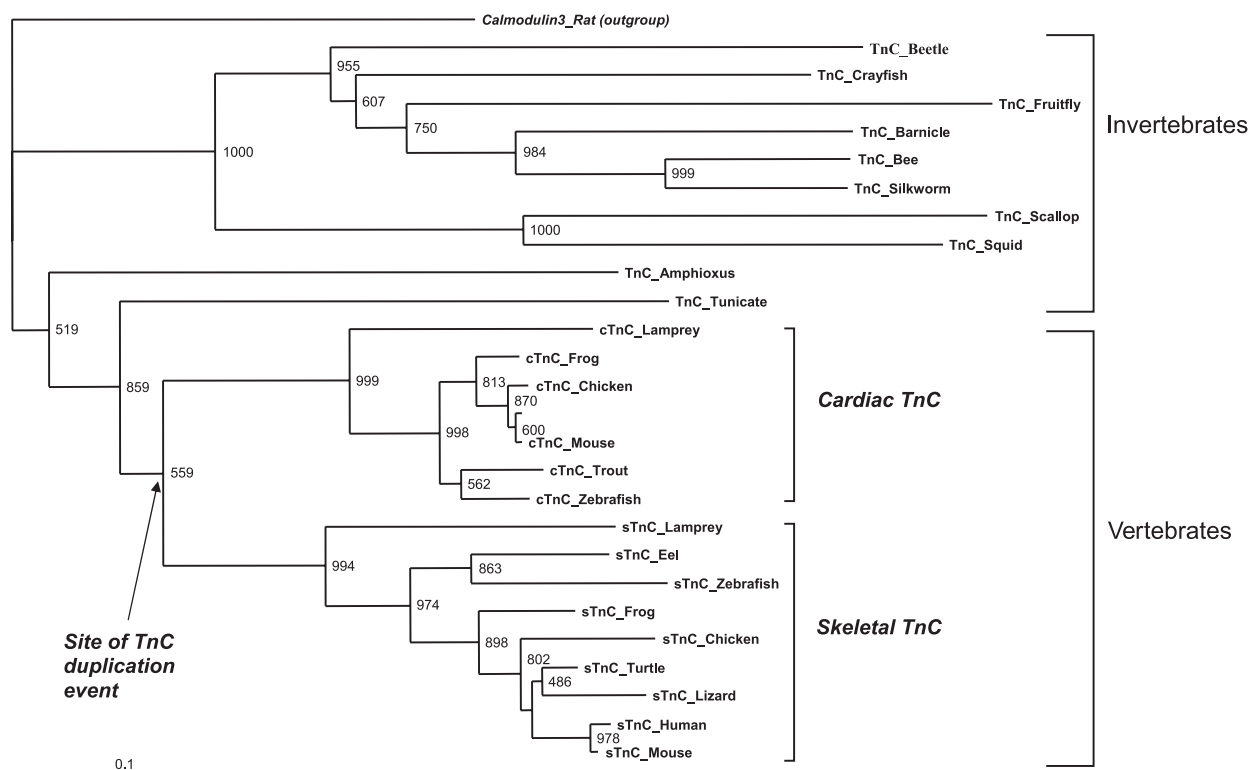 Calmodulin3_Rat (outgroup)
TnC_Beetle
955
TnC_Crayfish
607
TnC_Fruitfly
750
Invertebrates
TnC_Barnicle
984
1000
TnC_Bee
999
TnC_Silkworm
TnC_Scallop
1000
TnC_Squid
TnC_Amphioxus
TnC_Tunicate
519
cTnC_Lamprey
cTnC_Frog
813
999
859
cTnC_Chicken
870
Cardiac TnC
600
998
cTnC_Mouse
cTnC_Trout
559
562
cTnC_Zebrafish
sTnC_Lamprey
Vertebrates
sTnC_Eel
994
863
sTnC_Zebrafish
974
sTnC_Frog
Skeletal TnC
898
sTnC_Chicken
802
sTnC_Turtle
486
sTnC_Lizard
sTnC_Human
978
sTnC_Mouse
Site of TnC
duplication
event
0.1